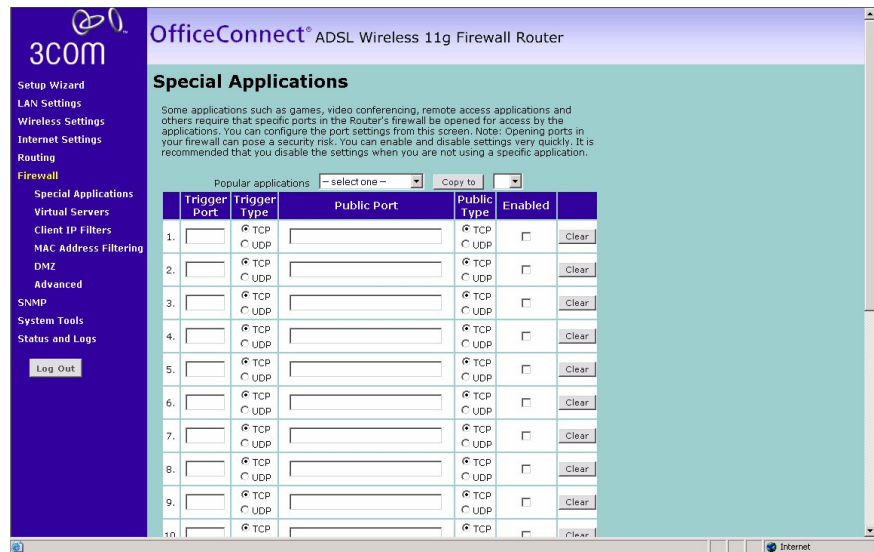 3COM
OfficeConnect® ADSL Wireless 11g Firewall Router
Setup Wizard
LAN Settings
Wireless Settings
Internet Settings
Routing
Firewall
Special Applications
Virtual Servers
Client IP Filters
MAC Address Filtering
DMZ
Advanced
SNMP
System Tools
Status and Logs
Log Out
Special Applications
Some applications such as games, video conferencing, remote access applications and
others require that specific ports in the Router's firewall be opened for access by the
applications. You can configure the port settings from this screen. Note: Opening ports in
your firewall can pose a security risk. You can enable and disable settings very quickly. It is
recommended that you disable the settings when you are not using a specific application.
Popular applications – select one – Copy to
Trigger Port Trigger Type Public Port Public Type Enabled
1. TCP UDP TCP UDP Clear
2. TCP UDP TCP UDP Clear
3. TCP UDP TCP UDP Clear
4. TCP UDP TCP UDP Clear
5. TCP UDP TCP UDP Clear
6. TCP UDP TCP UDP Clear
7. TCP UDP TCP UDP Clear
8. TCP UDP TCP UDP Clear
9. TCP UDP TCP UDP Clear
10. TCP TCP Clear
Internet